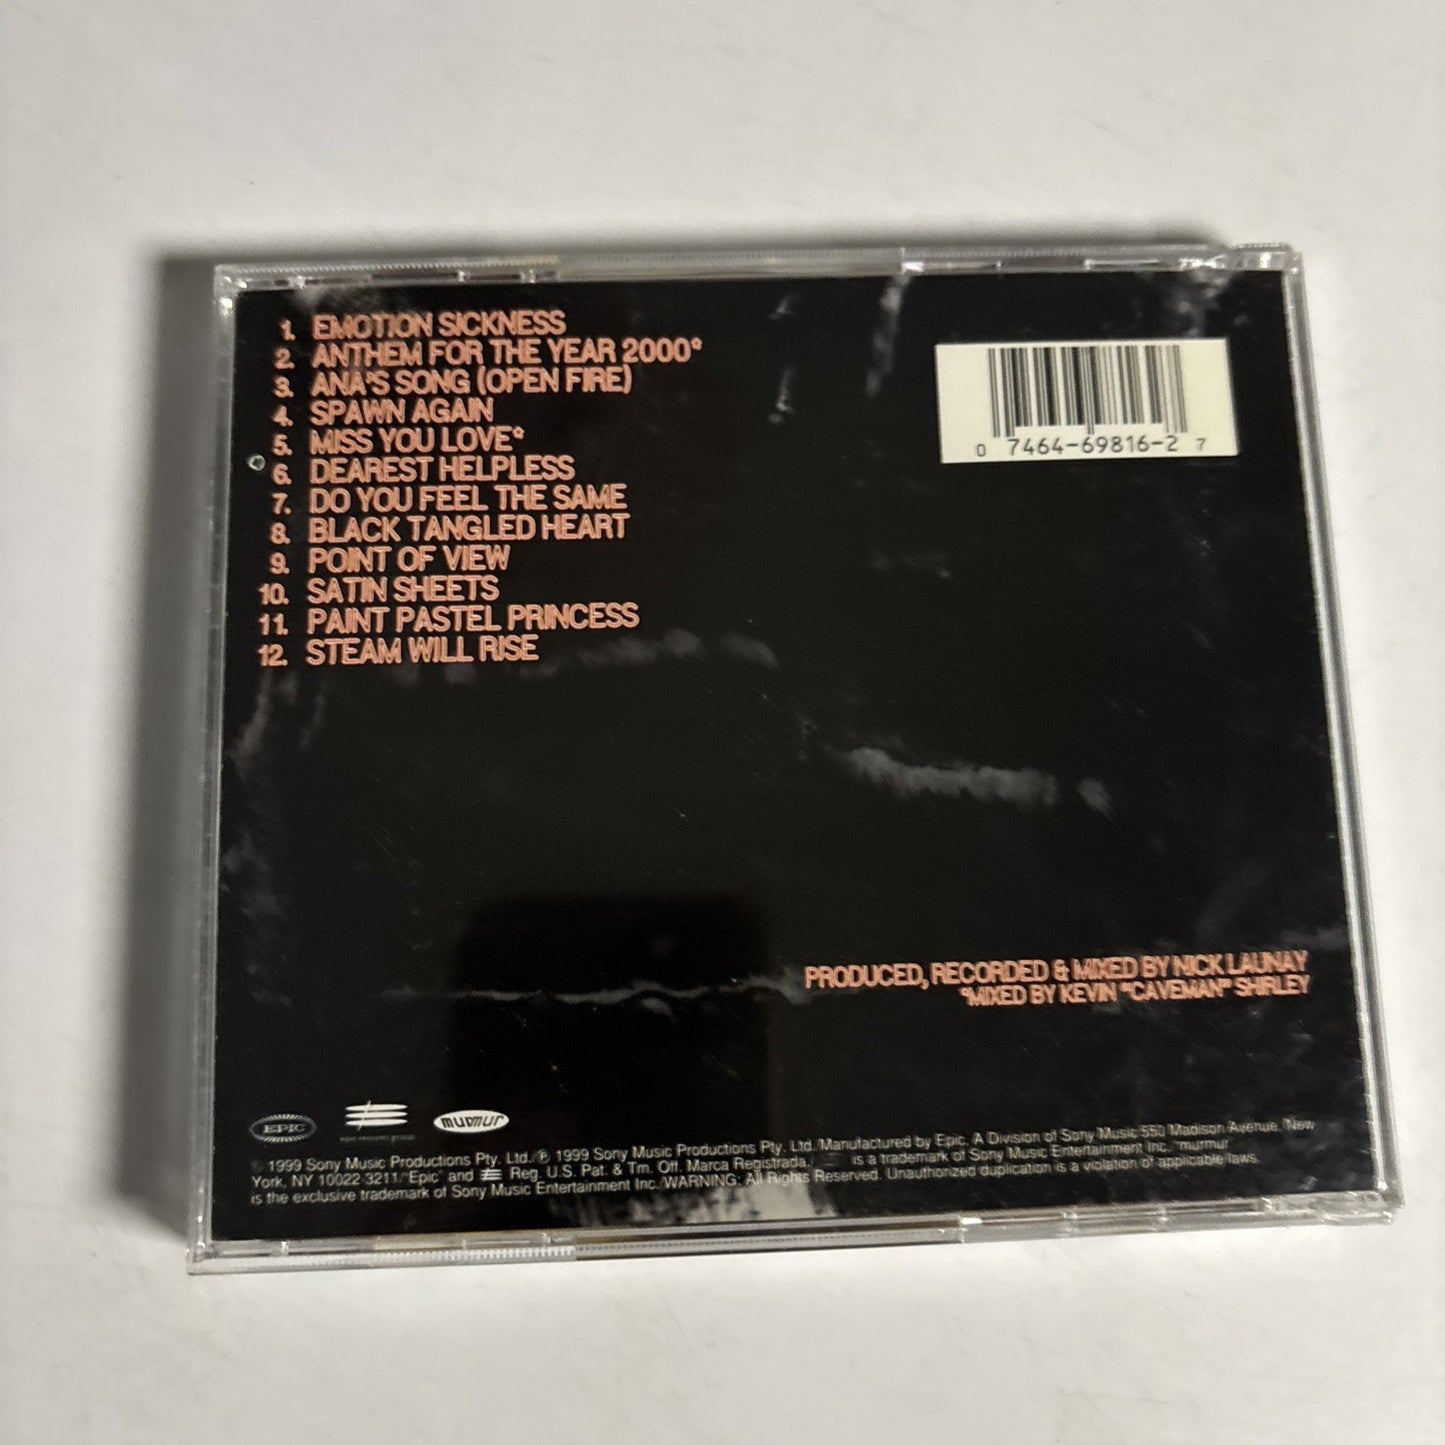 1. EMOTION SICKNESS
2. ANTHEM FOR THE YEAR 2000*
3. ANA'S SONG (OPEN FIRE)
4. SPAWN AGAIN
5. MISS YOU LOVE*
6. DEAREST HELPLESS
7. DO YOU FEEL THE SAME
8. BLACK TANGLED HEART
9. POINT OF VIEW
10. SATIN SHEETS
11. PAINT PASTEL PRINCESS
12. STEAM WILL RISE
0 7464-69816-2 7
PRODUCED, RECORDED & MIXED BY NICK LAUNAY
*MIXED BY KEVIN "CAVEMAN" SHIRLEY
EPIC
epic records group
murmur
© 1999 Sony Music Productions Pty. Ltd./℗ 1999 Sony Music Productions Pty. Ltd./Manufactured by Epic, A Division of Sony Music/550 Madison Avenue, New
York, NY 10022-3211/"Epic" and Reg. U.S. Pat. & Tm. Off. Marca Registrada. is a trademark of Sony Music Entertainment Inc. "murmur"
is the exclusive trademark of Sony Music Entertainment Inc./WARNING: All Rights Reserved. Unauthorized duplication is a violation of applicable laws.